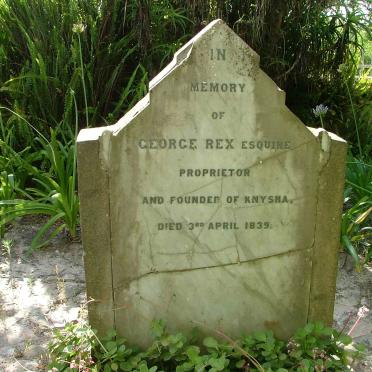 IN
MEMORY
OF
GEORGE REX ESQUIRE
PROPRIETOR
AND FOUNDER OF KNYSNA.
DIED 3RD APRIL 1839.